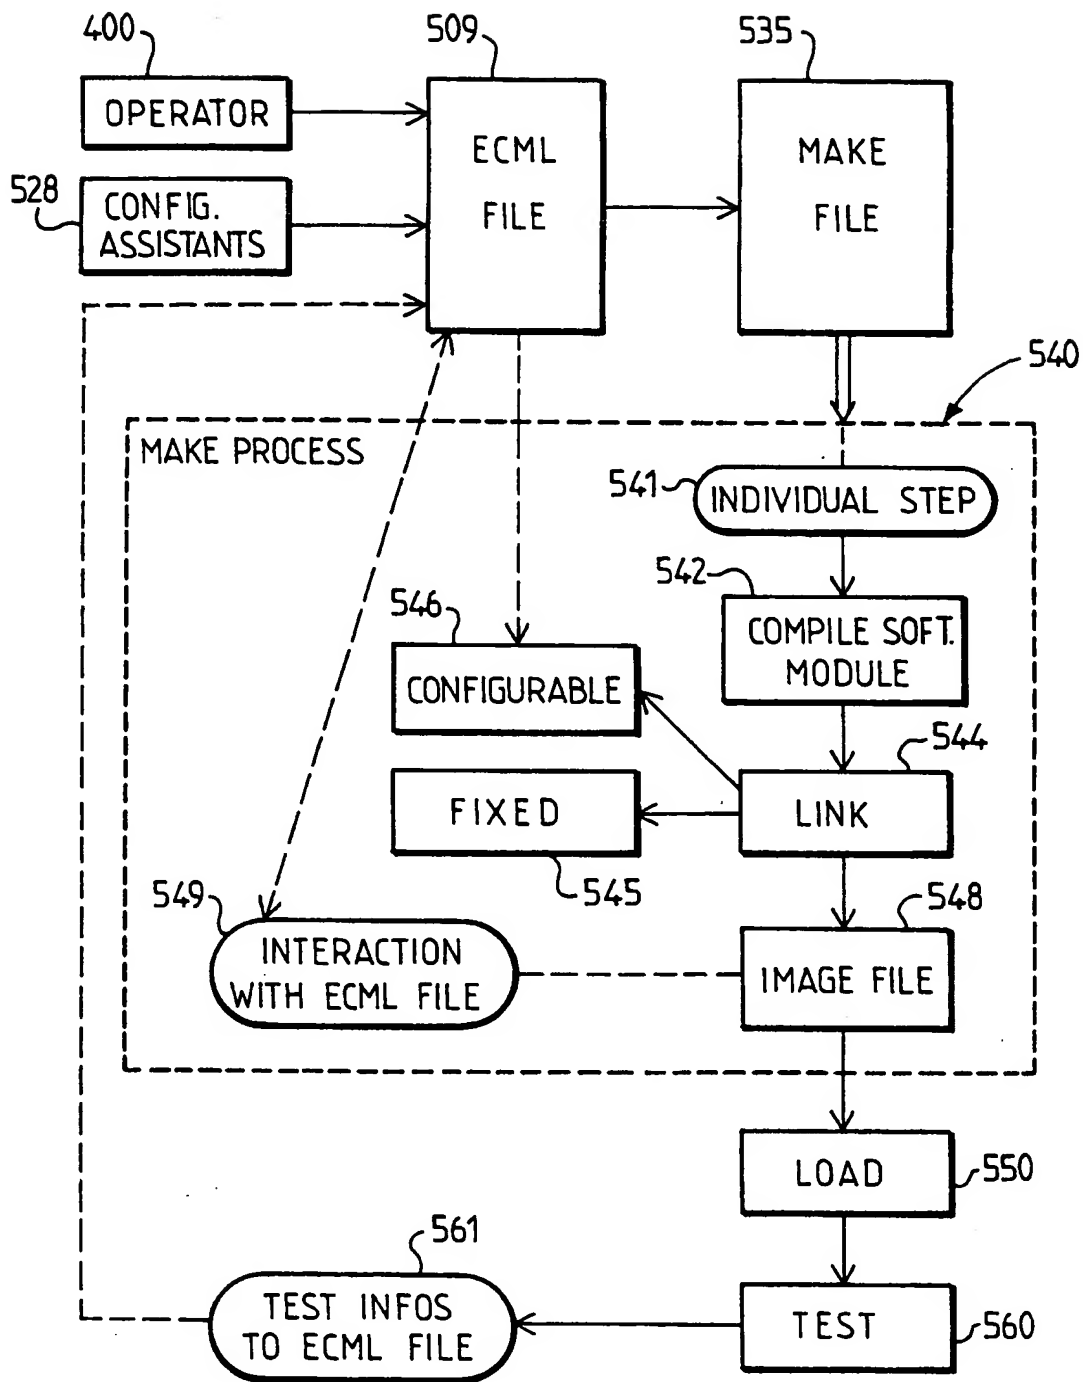 400
509
535
OPERATOR
ECML
FILE
MAKE
FILE
528
CONFIG.
ASSISTANTS
540
MAKE PROCESS
541
INDIVIDUAL STEP
542
COMPILE SOFT.
MODULE
546
CONFIGURABLE
544
LINK
FIXED
545
549
INTERACTION
WITH ECML FILE
548
IMAGE FILE
LOAD
550
561
TEST INFOS
TO ECML FILE
TEST
560